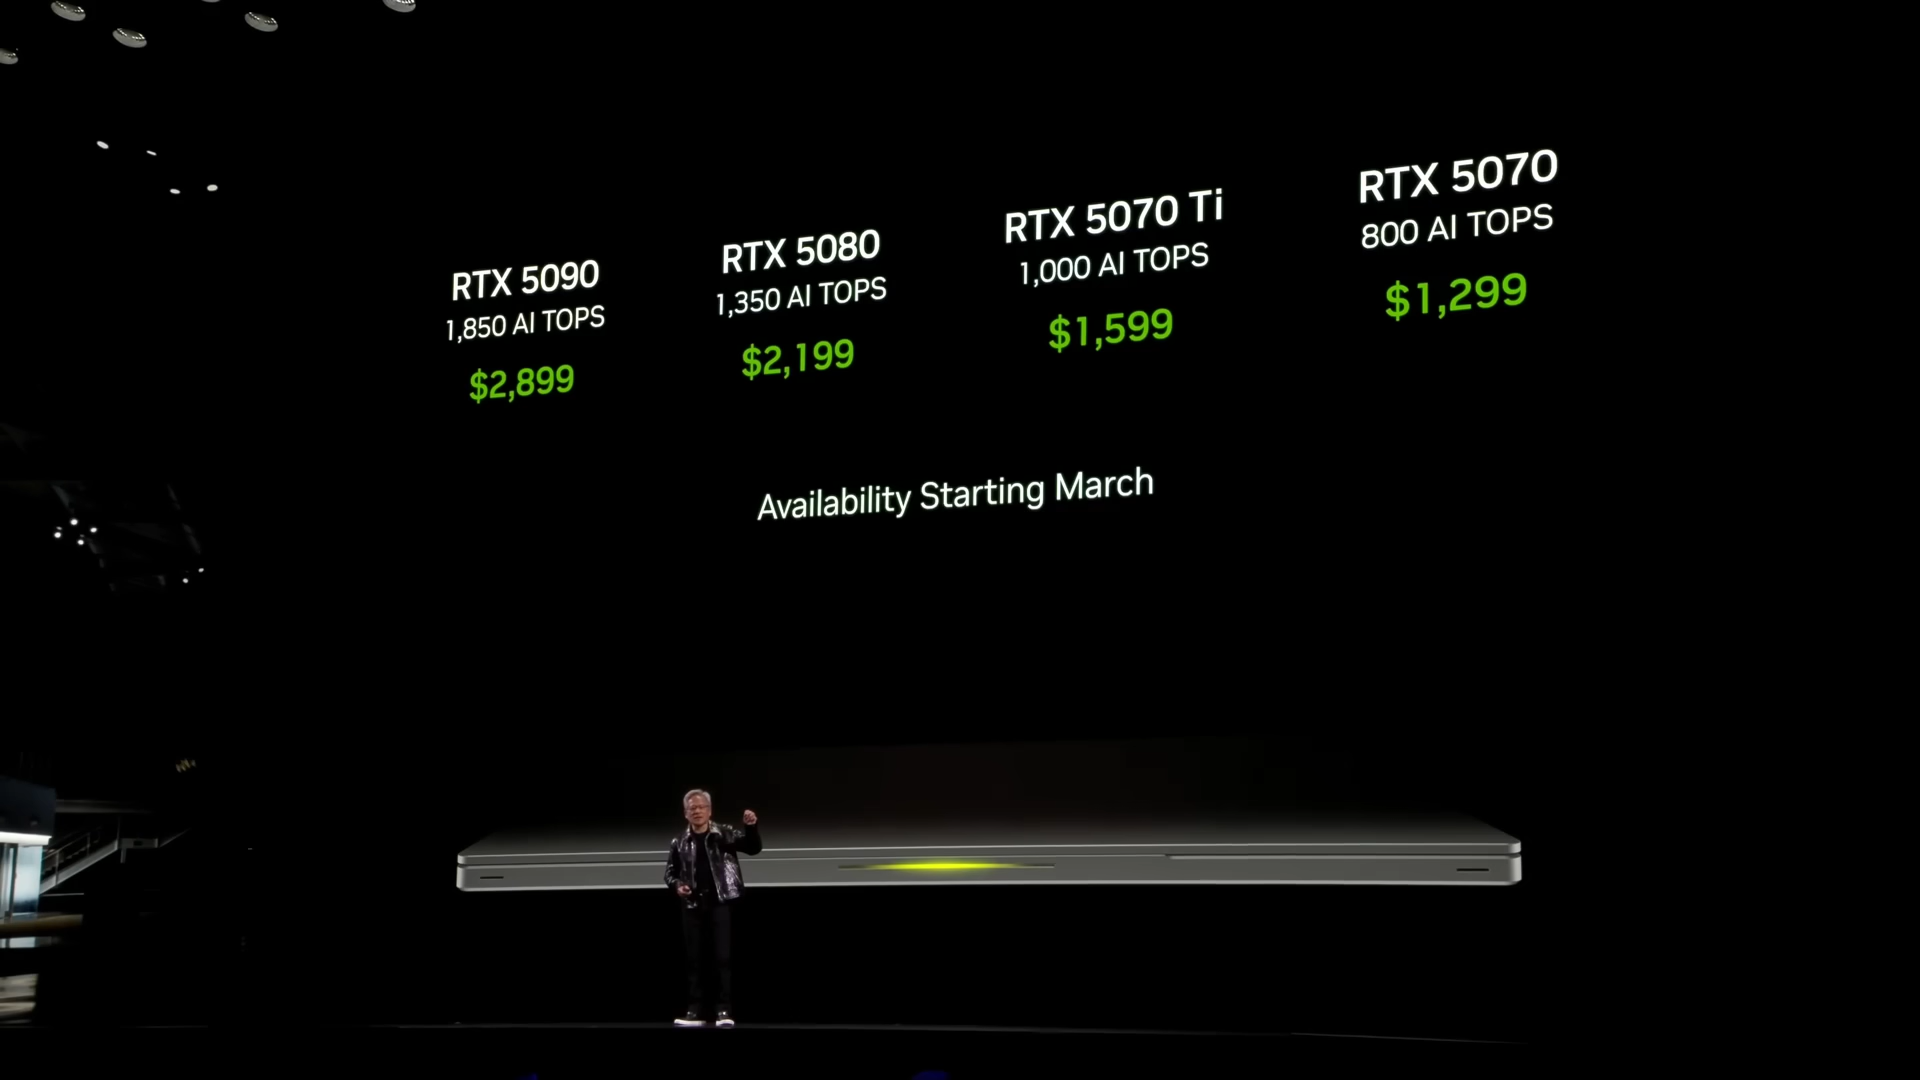 RTX 5090
1,850 AI TOPS
$2,899
RTX 5080
1,350 AI TOPS
$2,199
RTX 5070 Ti
1,000 AI TOPS
$1,599
RTX 5070
800 AI TOPS
$1,299
Availability Starting March